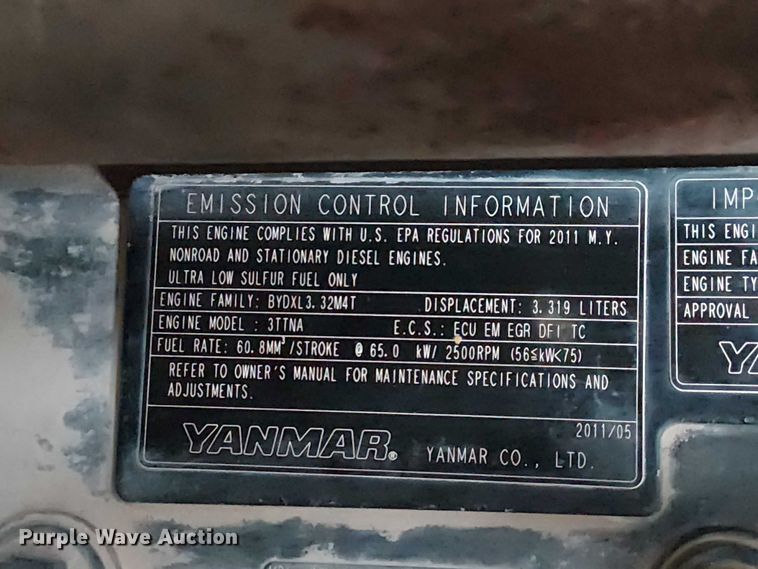 EMISSION CONTROL INFORMATION
THIS ENGINE COMPLIES WITH U.S. EPA REGULATIONS FOR 2011 M.Y.
NONROAD AND STATIONARY DIESEL ENGINES.
ULTRA LOW SULFUR FUEL ONLY
ENGINE FAMILY: BYDXL3.32M4T DISPLACEMENT: 3.319 LITERS
ENGINE MODEL : 3TTNA E.C.S.: ECU EM EGR DFI TC
FUEL RATE: 60.8MM³/STROKE @ 65.0 kW/ 2500RPM (56≦kW<75)
REFER TO OWNER'S MANUAL FOR MAINTENANCE SPECIFICATIONS AND
ADJUSTMENTS.
2011/05
YANMAR® YANMAR CO., LTD.
IMP
THIS ENGI
ENGINE FA
ENGINE TY
APPROVAL
YA
Purple Wave Auction